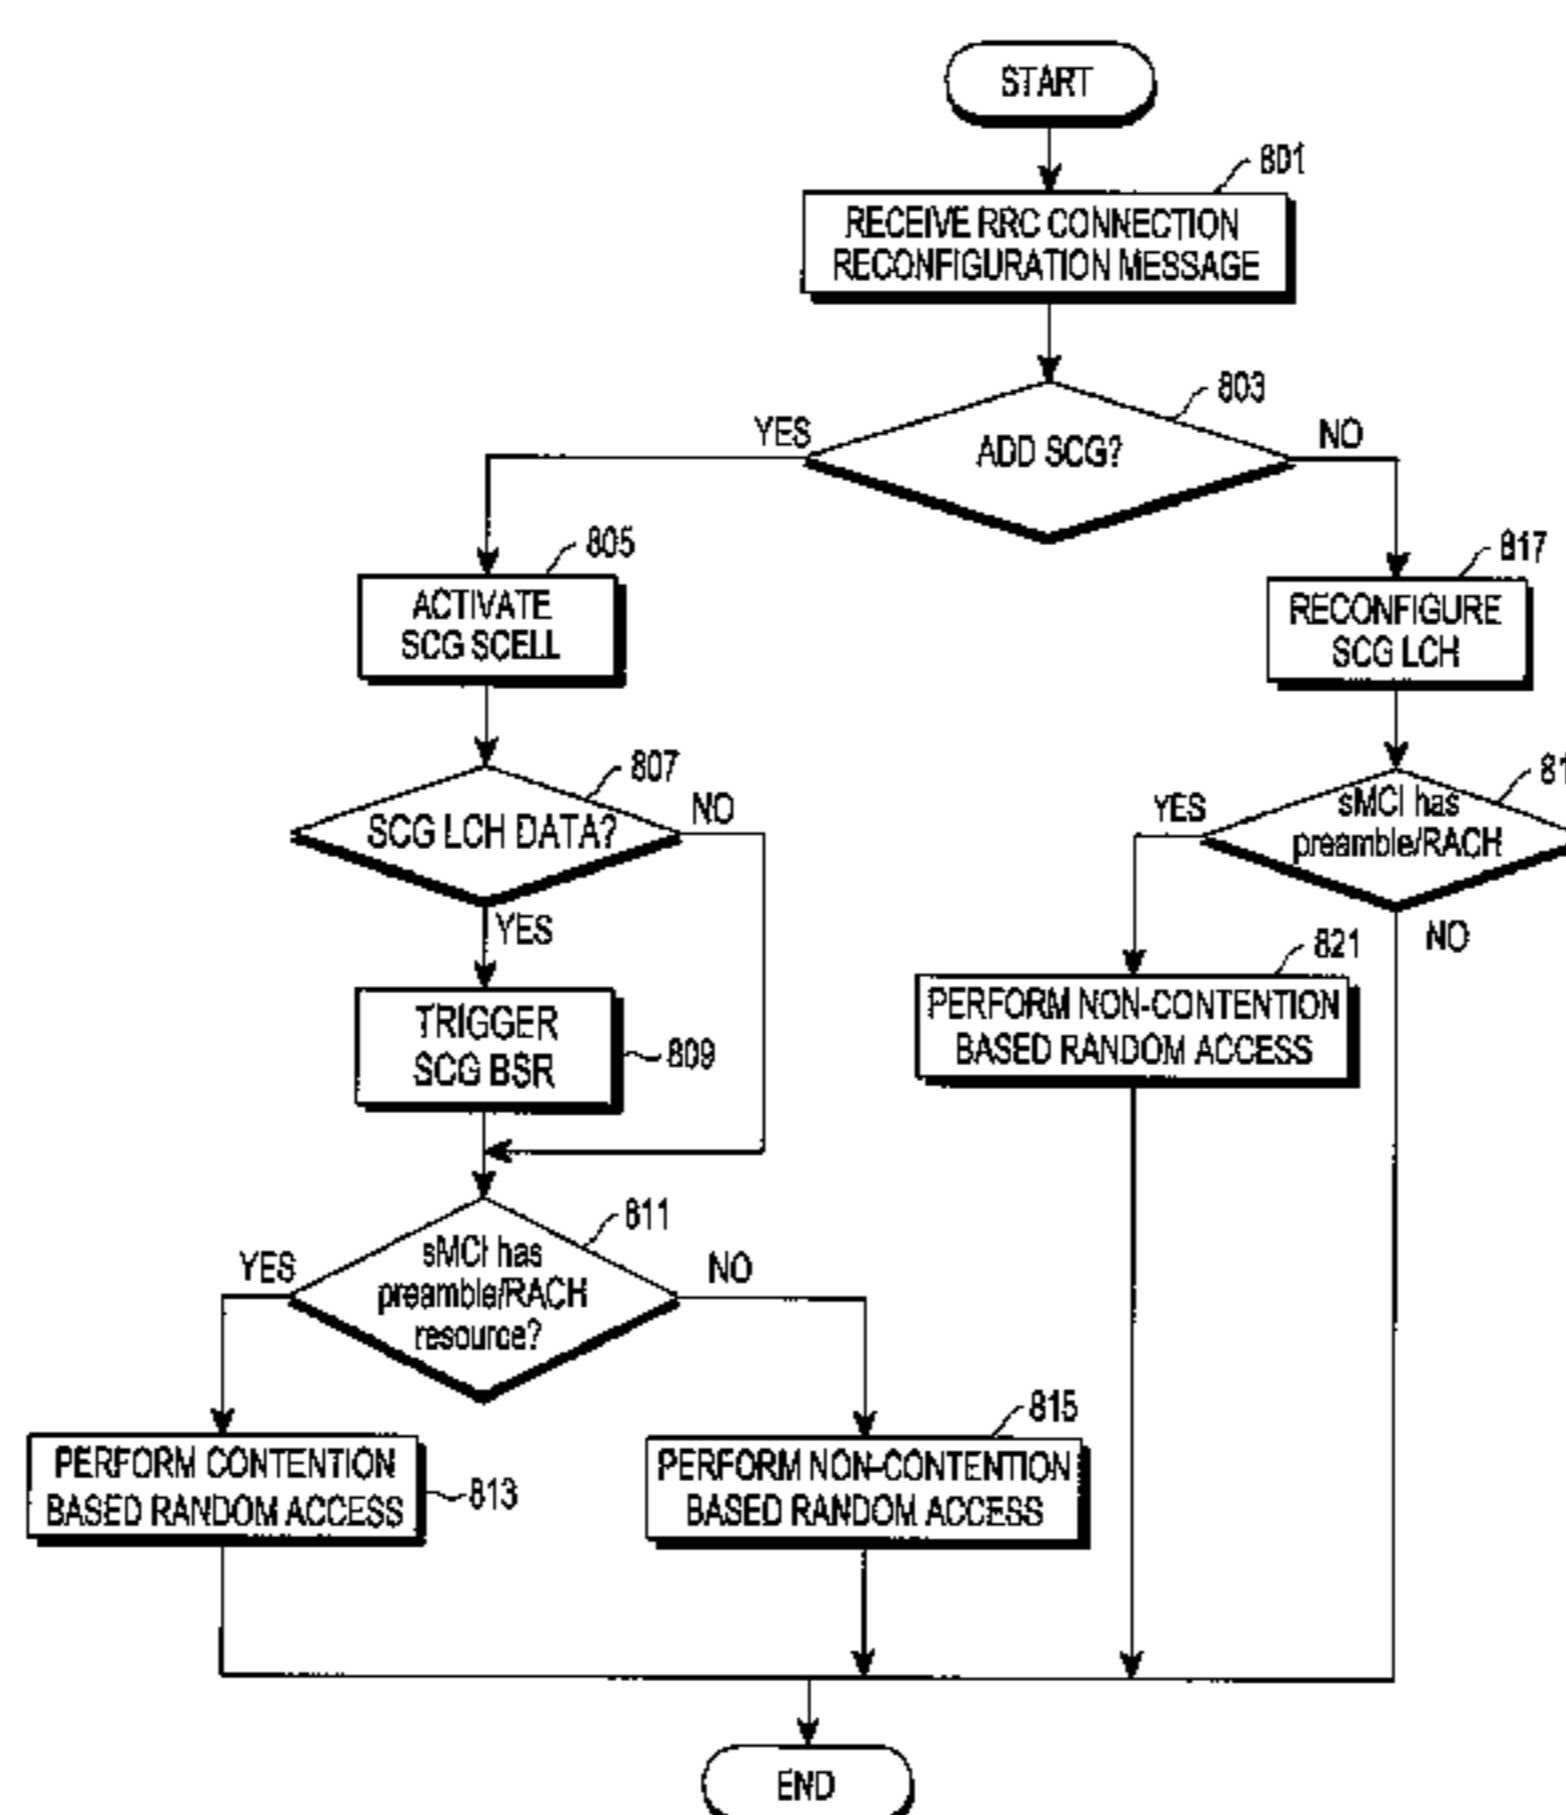 START
801
RECEIVE RRC CONNECTION
RECONFIGURATION MESSAGE
803
ADD SCG?
YES
NO
805
ACTIVATE
SCG SCELL
817
RECONFIGURE
SCG LCH
807
SCG LCH DATA?
NO
YES
sMCI has
preamble/RACH
YES
NO
TRIGGER
SCG BSR
809
821
PERFORM NON-CONTENTION
BASED RANDOM ACCESS
811
sMCI has
preamble/RACH
resource?
YES
NO
PERFORM CONTENTION
BASED RANDOM ACCESS
813
815
PERFORM NON-CONTENTION
BASED RANDOM ACCESS
END